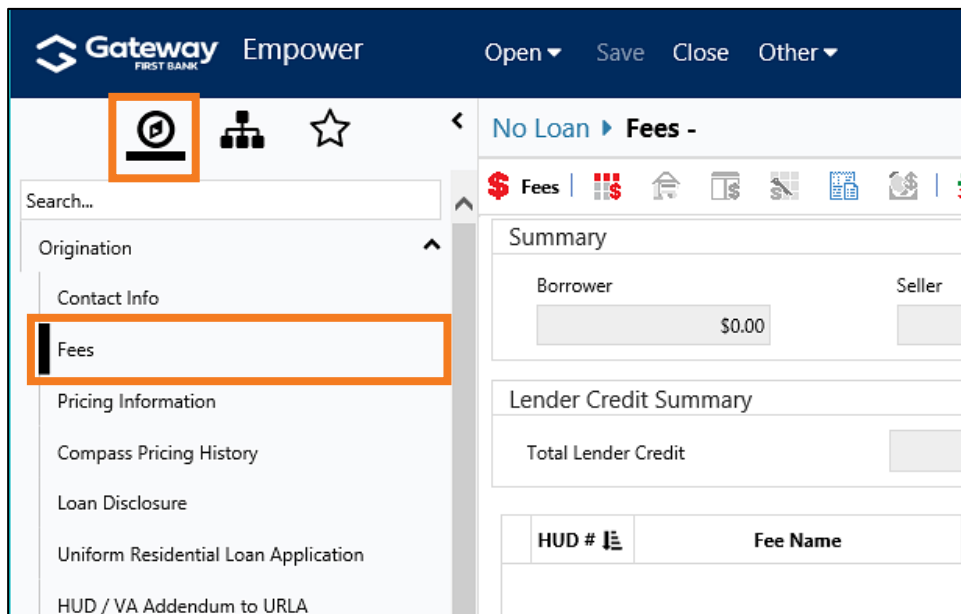 Gateway
FIRST BANK
Empower
Open Save Close Other
No Loan Fees -
Fees
Search...
Origination
Contact Info
Fees
Pricing Information
Compass Pricing History
Loan Disclosure
Uniform Residential Loan Application
HUD / VA Addendum to URLA
Summary
Borrower Seller
$0.00
Lender Credit Summary
Total Lender Credit
HUD # Fee Name